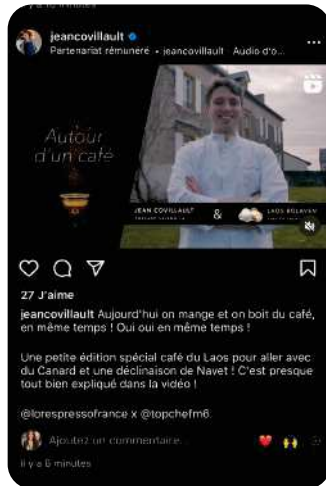 il y a 10 minutes
jeancovillault
Partenariat rémunéré • jeancovillault · Audio d'o...
Autour
d'un café
JEAN COVILLAULT
&
LAOS BOLAVEN
27 J'aime
jeancovillault Aujourd'hui on mange et on boit du café,
en même temps ! Oui oui en même temps !
Une petite édition spécial café du Laos pour aller avec
du Canard et une déclinaison de Navet ! C'est presque
tout bien expliqué dans la vidéo !
@lorespressofrance x @topchefm6
Ajoutez un commentaire...
il y a 6 minutes